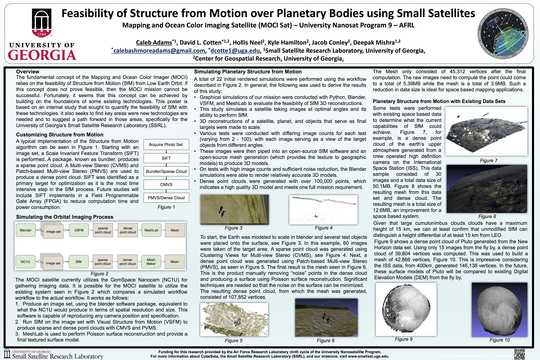 Feasibility of Structure from Motion over Planetary Bodies using Small Satellites
Mapping and Ocean Color Imaging Satellite (MOCI) – University Nanosat Program 9 – AFRL
Caleb Adams*1, David L. Cotten*1,2, Hollis Neel1, Kyle Hamilton2, Jacob Conley2, Deepak Mishra1,2
*calebashmoreadams@gmail.com, *dcotte1@uga.edu, 1Small Satellite Research Laboratory, University of Georgia,
2Center for Geospatial Research, University of Georgia,
UNIVERSITY OF
GEORGIA
Overview
The fundamental concept of the Mapping and Ocean Color Imager (MOCI)
relies on the feasibility of Structure from Motion (SfM) from Low Earth Orbit. If
this concept does not prove feasible, then the MOCI mission cannot be
successful. Fortunately, it seems that this concept can be achieved by
building on the foundations of some existing technologies. This poster is
based on an internal study that sought to quantify the feasibility of SfM with
these technologies. It also seeks to find key areas were new technologies are
needed and to suggest a path forward in those areas, specifically for the
University of Georgia's Small Satellite Research Laboratory (SSRL).
Customizing Structure from Motion
A typical implementation of the Structure from Motion
algorithm can be seen in Figure 1. Starting with an
image set, a Scale Invariant Feature Transform (SIFT)
is performed. A package, known as bundler, produces
a sparse point cloud. A Multi-view Stereo (CMVS) and
Patch-based Multi-view Stereo (PMVS) are used to
produce a dense point cloud. SIFT was identified as a
primary target for optimization as it is the most time
intensive step in the SfM process. Future studies will
include SIFT implements in a Field Programmable
Gate Array (FPGA) to reduce computation time and
power consumption.
Acquire Photo Set
SIFT
Bundler/Sparse Cloud
CMVS
PMVS/Dense Cloud
Figure 1
Simulating the Orbital Imaging Process
Blender
image set
VSFM
sparse point cloud
dense point cloud
MeshLab
Mesh
NC1U
image set
SfM
sparse point cloud
dense point cloud
Mesh
Figure 2
The MOCI satellite currently utilizes the GomSpace Nanocam (NC1U) for
gathering imaging data. It is possible for the MOCI satellite to utilize the
existing system seen in Figure 2 which compares a simulated workflow
workflow to the actual workflow. It works as follows:
1. Produce an image set, using the blender software package, equivalent to
what the NC1U would produce in terms of spatial resolution and size. This
software is capable of reproducing any camera position and specification.
2. Run SfM on the image set with Visual Structure from Motion (VSFM) to
produce sparse and dense point clouds with CMVS and PVMS.
3. MeshLab is used to perform Poisson surface reconstruction and provide a
final textured surface model.
Simulating Planetary Structure from Motion
A total of 22 initial rendered simulations were performed using the workflow
described in Figure 2. In general, the following was used to derive the results
of this study:
• Graphical simulations of our mission were conducted with Python, Blender,
VSFM, and MeshLab to evaluate the feasibility of SfM 3D reconstructions.
• This study simulates a satellite taking images at optimal angles and its
ability to perform SfM.
• 3D reconstructions of a satellite, planet, and objects that serve as final
targets were made to scale.
• Various tests were conducted with differing image counts for each test
(varying from 2 to 100), with each image serving as a view of the target
objects from different angles.
• These images were then piped into an open-source SfM software and an
open-source mesh generation (which provides the texture to geometric
models) to produce 3D models.
• On tests with high image counts and sufficient noise reduction, the Blender
simulations were able to render relatively accurate 3D models.
• Dense point clouds were generated with over 100,000 points, which
indicates a high quality 3D model and meets one full mission requirement.
Figure 3
Figure 4
To start, the Earth was modeled to scale in blender and several test objects
were placed onto the surface, see Figure 3. In this example, 60 images
were taken of the target area. A sparse point cloud was generated using
Clustering Views for Multi-view Stereo (CMVS), see Figure 4. Next, a
dense point cloud was generated using Patch-based Multi-view Stereo
(PMVS), as seen in Figure 5. The final result is the mesh seen in Figure 6.
This is the product manually removing "noise" points in the dense cloud
and producing a surface using Poisson surface reconstruction. Significant
techniques are needed so that the noise on the surface can be minimized.
The resulting dense point cloud, from which the mesh was generated,
consisted of 107,852 vertices.
Figure 5
Figure 6
The Mesh only consisted of 45,312 vertices after the final
computation. The raw images need to compute the point could come
to a total of 5.39MB while the mesh is a total of 3.9MB. Such a
reduction in data size is ideal for space based mapping applications.
Planetary Structure from Motion with Existing Data Sets
Some tests were performed
with existing space based data
to determine what the current
capabilities of SfM could
achieve. Figure 7, for
example, is a dense point
cloud of the earth's upper
atmosphere generated from a
crew operated high definition
camera on the International
Space Station (ISS). This data
sample consisted of 30
images and a total data size of
50.1MB. Figure 8 shows the
resulting mesh from this data
set and dense cloud. The
resulting mesh is a total of
12.6MB, an improvement for a
space based system.
Figure 7
Figure 8
Given that large cumulonimbus clouds clouds have a maximum
height of 15 km, we can at least confirm that unmodified SfM can
distinguish a height differential of at least 15 km from LEO.
Figure 9 shows a dense point cloud of Pluto generated from the New
Horizon data set. Using only 15 images from the fly by, a dense point
cloud of 39,804 vertices was computed. This was used to build a
mesh of 42,866 vertices, Figure 10. This is impressive considering
the ISS data, from 400km, generated 146,138 vertices. In the future,
these surface models of Pluto will be compared to existing Digital
Elevation Models (DEM) from the fly by.
Figure 9
Figure 10
UNIVERSITY OF GEORGIA
Small Satellite Research Laboratory
Funding for this research provided by the Air Force Research Laboratory ninth cycle of the University Nanosatellite Program.
For more information about CubeSats, the Small Satellite Research Laboratory (SSRL), and our missions, visit www.smallsat.uga.edu.